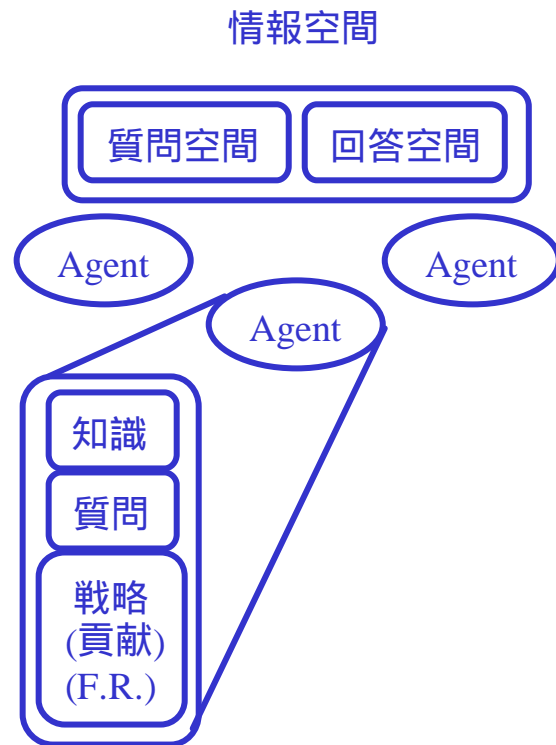 情報空間
質問空間 回答空間
Agent Agent
Agent
知識
質問
戦略
(貢献)
(F.R.)